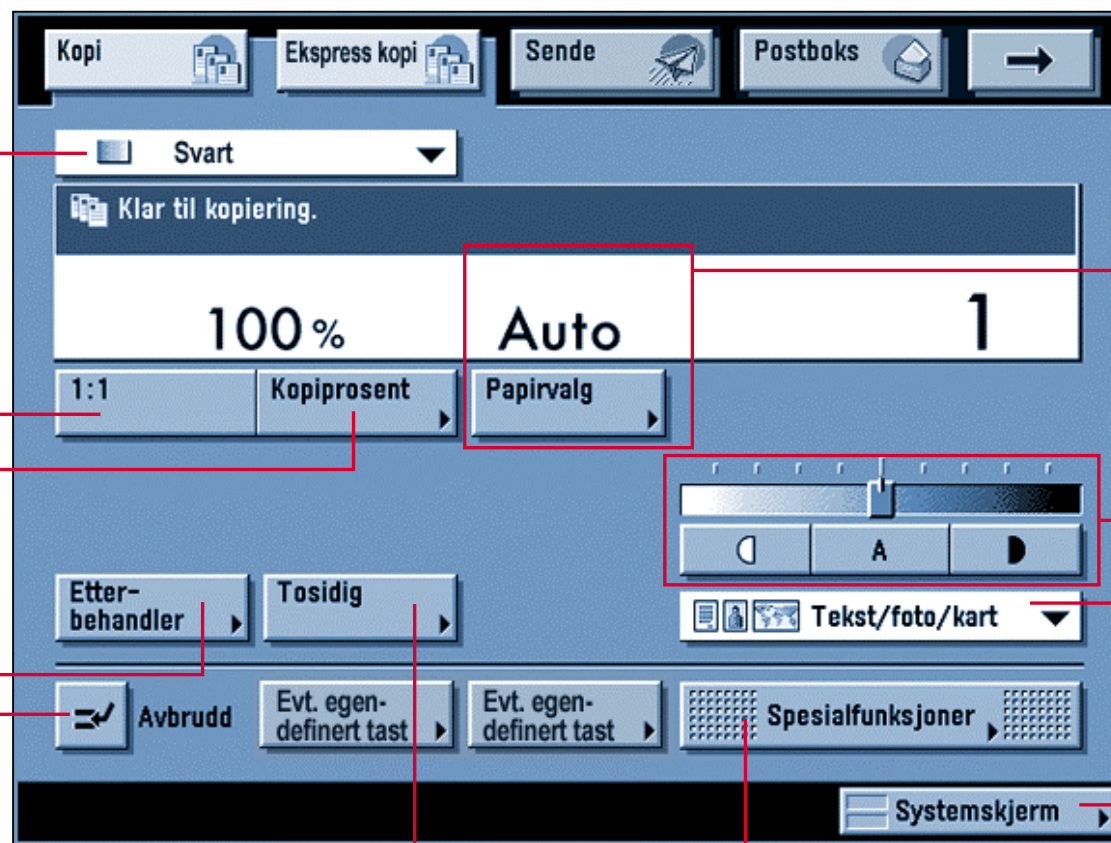 Kopi
Ekspress kopi
Sende
Postboks
Svart
Klar til kopiering.
100 %
Auto
1
1:1
Kopiprosent
Papirvalg
A
Etter-
behandler
Tosidig
Tekst/foto/kart
Avbrudd
Evt. egen-
definert tast
Evt. egen-
definert tast
Spesialfunksjoner
Systemskjerm